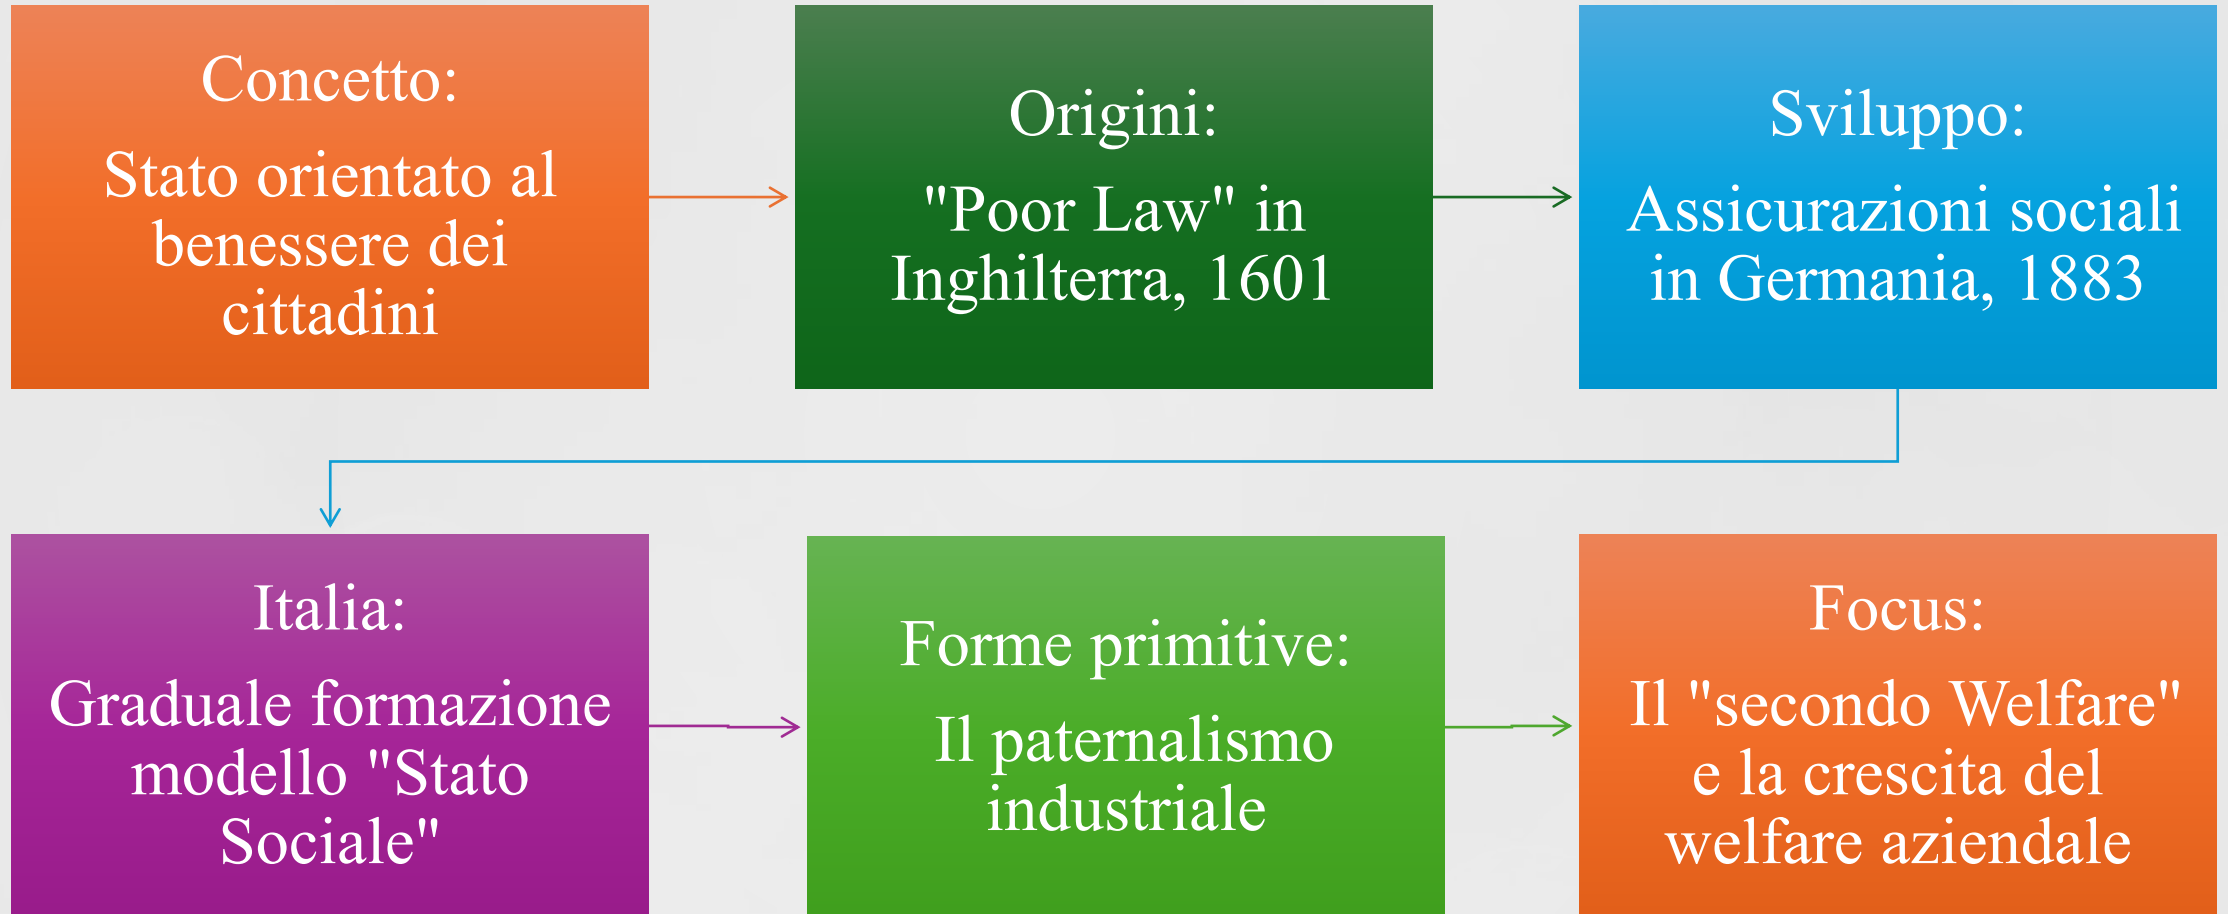 Concetto:
Stato orientato al
benessere dei
cittadini
Origini:
"Poor Law" in
Inghilterra, 1601
Sviluppo:
Assicurazioni sociali
in Germania, 1883
Italia:
Graduale formazione
modello "Stato
Sociale"
Forme primitive:
Il paternalismo
industriale
Focus:
Il "secondo Welfare"
e la crescita del
welfare aziendale